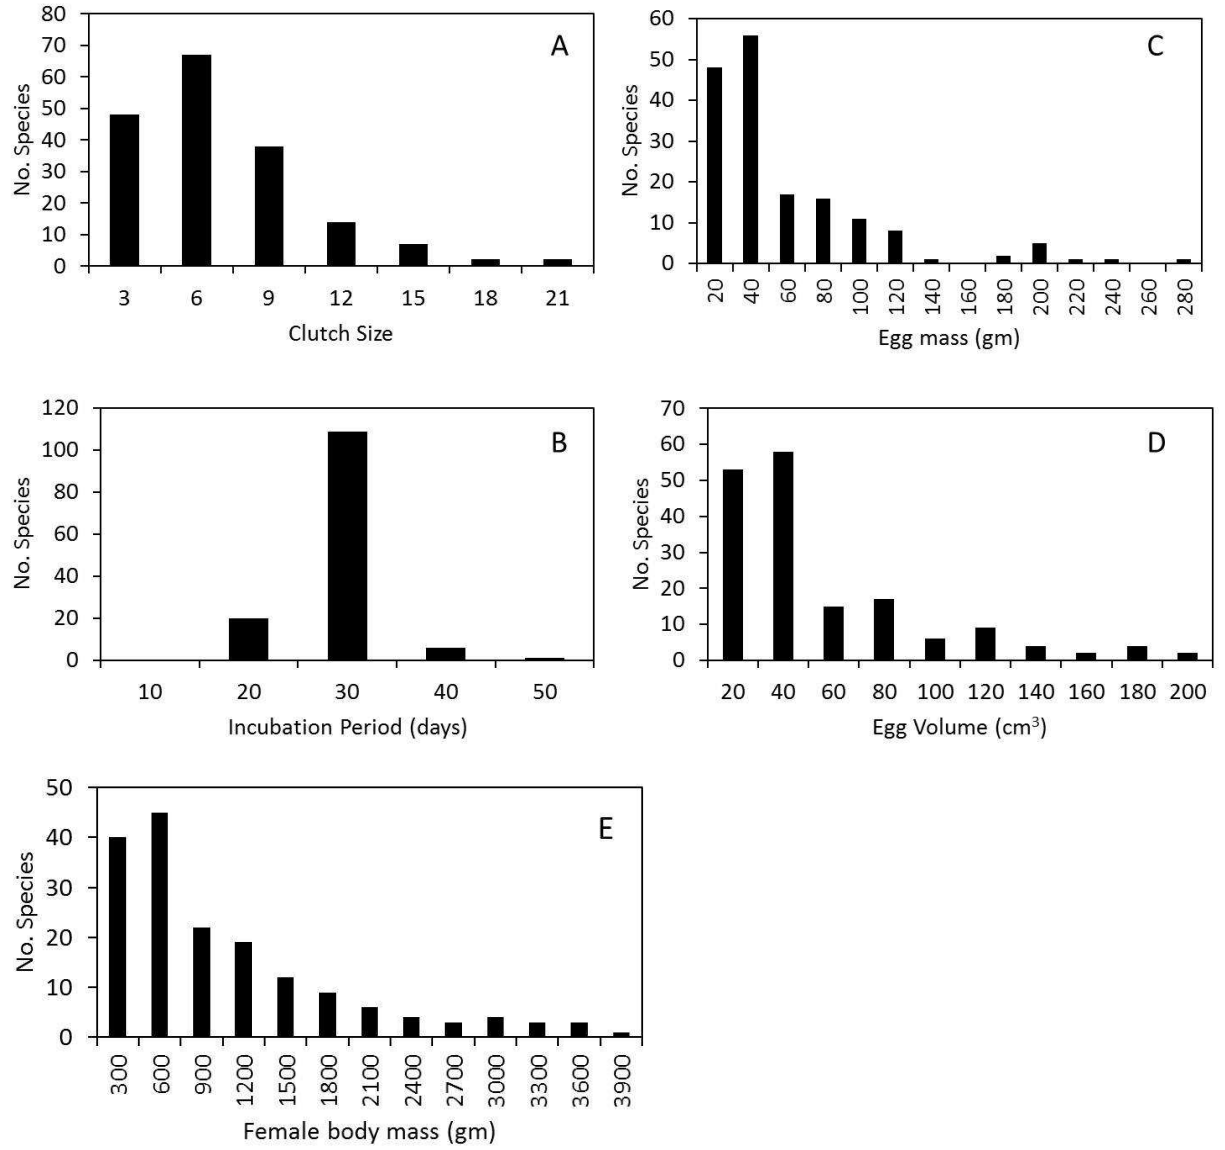 80
70
60
50
40
30
20
10
0
No. Species
A
3 6 9 12 15 18 21
Clutch Size
60
50
40
30
20
10
0
No. Species
C
20 40 60 80 100 120 140 160 180 200 220 240 260 280
Egg mass (gm)
120
100
80
60
40
20
0
No. Species
B
10 20 30 40 50
Incubation Period (days)
70
60
50
40
30
20
10
0
No. Species
D
20 40 60 80 100 120 140 160 180 200
Egg Volume (cm³)
50
40
30
20
10
0
No. Species
E
300 600 900 1200 1500 1800 2100 2400 2700 3000 3300 3600 3900
Female body mass (gm)